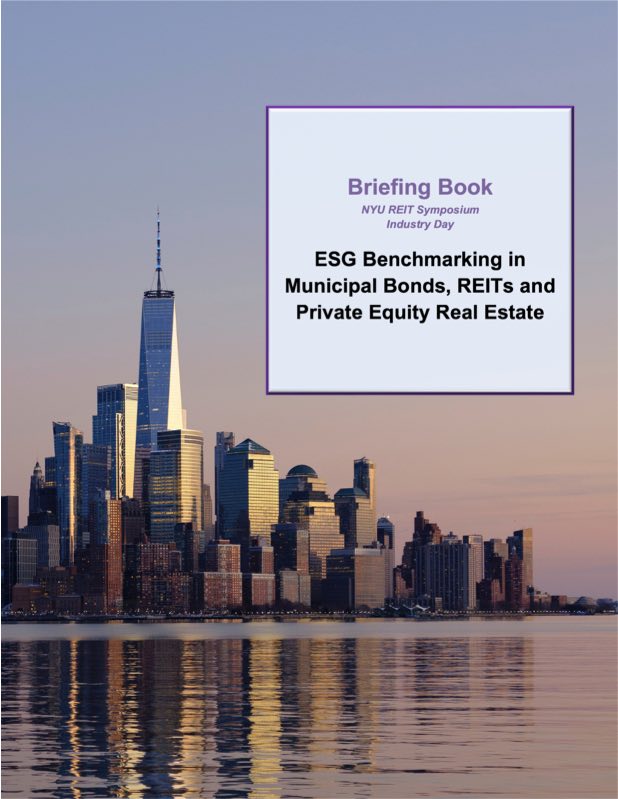 Briefing Book
NYU REIT Symposium
Industry Day
ESG Benchmarking in
Municipal Bonds, REITs and
Private Equity Real Estate